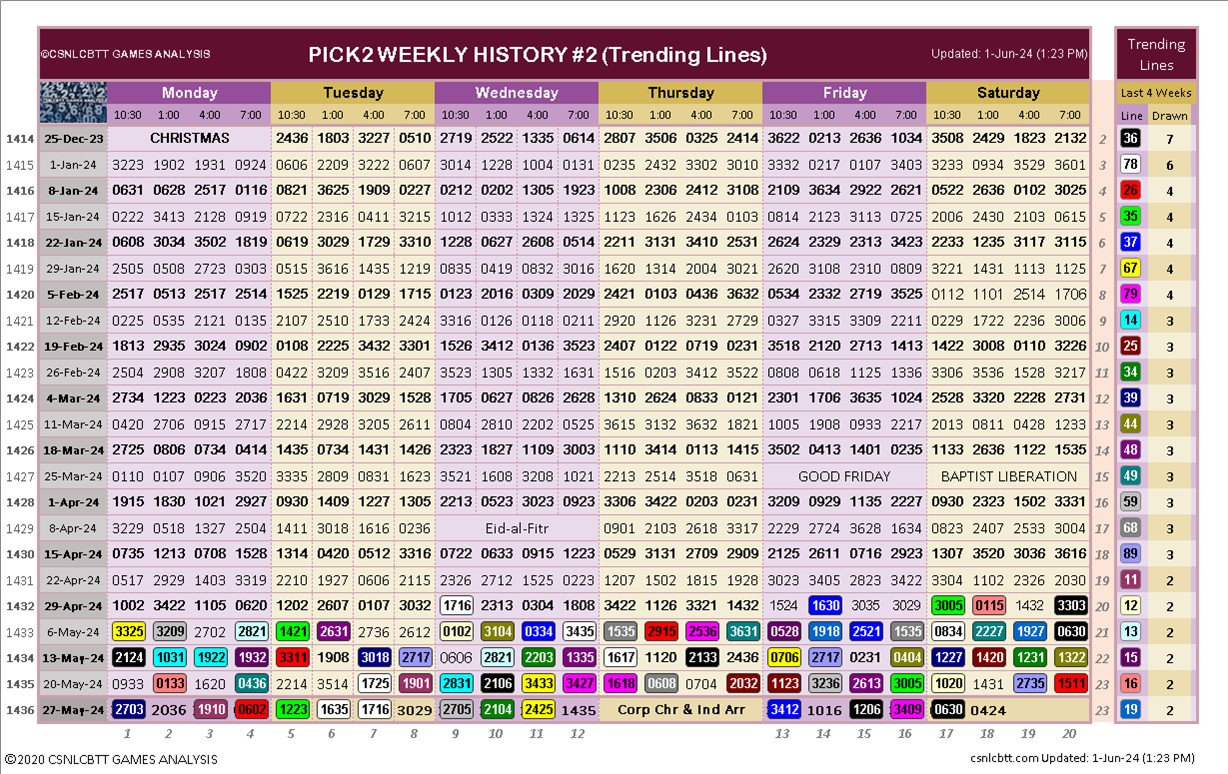 ©CSNLCBTT GAMES ANALYSIS PICK2 WEEKLY HISTORY #2 (Trending Lines) Updated: 1-Jun-24 (1:23 PM) Trending Lines
Monday Tuesday Wednesday Thursday Friday Saturday Last 4 Weeks
10:30 1:00 4:00 7:00 10:30 1:00 4:00 7:00 10:30 1:00 4:00 7:00 10:30 1:00 4:00 7:00 10:30 1:00 4:00 7:00 10:30 1:00 4:00 7:00 Line Drawn
1414 25-Dec-23 CHRISTMAS 2436 1803 3227 0510 2719 2522 1335 0614 2807 3506 0325 2414 3622 0213 2636 1034 3508 2429 1823 2132 2 36 7
1415 1-Jan-24 3223 1902 1931 0924 0606 2209 3222 0607 3014 1228 1004 0131 0235 2432 3302 3010 3332 0217 0107 3403 3233 0934 3529 3601 3 78 6
1416 8-Jan-24 0631 0628 2517 0116 0821 3625 1909 0227 0212 0202 1305 1923 1008 2306 2412 3108 2109 3634 2922 2621 0522 2636 0102 3025 4 26 4
1417 15-Jan-24 0222 3413 2128 0919 0722 2316 0411 3215 1012 0333 1324 1325 1123 1626 2434 0103 0814 2123 3113 0725 2006 2430 2103 0615 5 35 4
1418 22-Jan-24 0608 3034 3502 1819 0619 3029 1729 3310 1228 0627 2608 0514 2211 3131 3410 2531 2624 2329 2313 3423 2233 1235 3117 3115 6 37 4
1419 29-Jan-24 2505 0508 2723 0303 0515 3616 1435 1219 0835 0419 0832 3016 1620 1314 2004 3021 2620 3108 2310 0809 3221 1431 1113 1125 7 67 4
1420 5-Feb-24 2517 0513 2517 2514 1525 2219 0129 1715 0123 2016 0309 2029 2421 0103 0436 3632 0534 2332 2719 3525 0112 1101 2514 1706 8 79 4
1421 12-Feb-24 0225 0535 2121 0135 2107 2510 1733 2424 3316 0126 0118 0211 2920 1126 3231 2729 0327 3315 3309 2211 0229 1722 2236 3006 9 14 3
1422 19-Feb-24 1813 2935 3024 0902 0108 2225 3432 3301 1526 3412 0136 3523 2407 0122 0719 0231 3518 2120 2713 1413 1422 3008 0110 3226 10 25 3
1423 26-Feb-24 2504 2908 3207 1808 0422 3209 3516 2407 3523 1305 1332 1631 1516 0203 3412 3522 0808 0618 1125 1336 3306 3536 1528 3217 11 34 3
1424 4-Mar-24 2734 1223 0223 2036 1631 0719 3029 1528 1705 0627 0826 2628 1310 2624 0833 0121 2301 1706 3635 1024 2528 3320 2228 2731 12 39 3
1425 11-Mar-24 0420 2706 0915 2717 2214 2928 3205 2611 0804 2810 2202 0525 3615 3132 3632 1821 1005 1908 0933 2217 2013 0811 0428 1233 13 44 3
1426 18-Mar-24 2725 0806 0734 0414 1435 0734 1431 1426 2323 1827 1109 3003 1110 3414 0113 1415 3502 0413 1401 0235 1133 2636 1122 1535 14 48 3
1427 25-Mar-24 0110 0107 0906 3520 3335 2809 0831 1623 3521 1608 3208 1021 2213 2514 3518 0631 GOOD FRIDAY BAPTIST LIBERATION 15 49 3
1428 1-Apr-24 1915 1830 1021 2927 0930 1409 1227 1305 2213 0523 3023 0923 3306 3422 0203 0231 3209 0929 1135 2227 0930 2323 1502 3331 16 59 3
1429 8-Apr-24 3229 0518 1327 2504 1411 3018 1616 0236 Eid-al-Fitr 0901 2103 2618 3317 2229 2724 3628 1634 0823 2407 2533 3004 17 68 3
1430 15-Apr-24 0735 1213 0708 1528 1314 0420 0512 3316 0722 0633 0915 1223 0529 3131 2709 2909 2125 2611 0716 2923 1307 3520 3036 3616 18 89 3
1431 22-Apr-24 0517 2929 1403 3319 2210 1927 0606 2115 2326 2712 1525 0223 1207 1502 1815 1928 3023 3405 2823 3422 3304 1102 2326 2030 19 11 2
1432 29-Apr-24 1002 3422 1105 0620 1202 2607 0107 3032 1716 2313 0304 1808 3422 1126 3321 1432 1524 1630 3035 3029 3005 0115 1432 3303 20 12 2
1433 6-May-24 3325 3209 2702 2821 1421 2631 2736 2612 0102 3104 0334 3435 1535 2915 2536 3631 0528 1918 2521 1535 0834 2227 1927 0630 21 13 2
1434 13-May-24 2124 1031 1922 1932 3311 1908 3018 2717 0606 2821 2203 1335 1617 1120 2133 2436 0706 2717 0231 0404 1227 1420 1231 1322 22 15 2
1435 20-May-24 0933 0133 1620 0436 2214 3514 1725 1901 2831 2106 3433 3427 1618 0608 0704 2032 1123 3236 2613 3005 1020 1431 2735 1511 23 16 2
1436 27-May-24 2703 2036 1910 0602 1223 1635 1716 3029 2705 2104 2425 1435 Corp Chr & Ind Arr 3412 1016 1206 3409 0630 0424 23 19 2
1 2 3 4 5 6 7 8 9 10 11 12 13 14 15 16 17 18 19 20
©2020 CSNLCBTT GAMES ANALYSIS csnlcbtt.com Updated: 1-Jun-24 (1:23 PM)